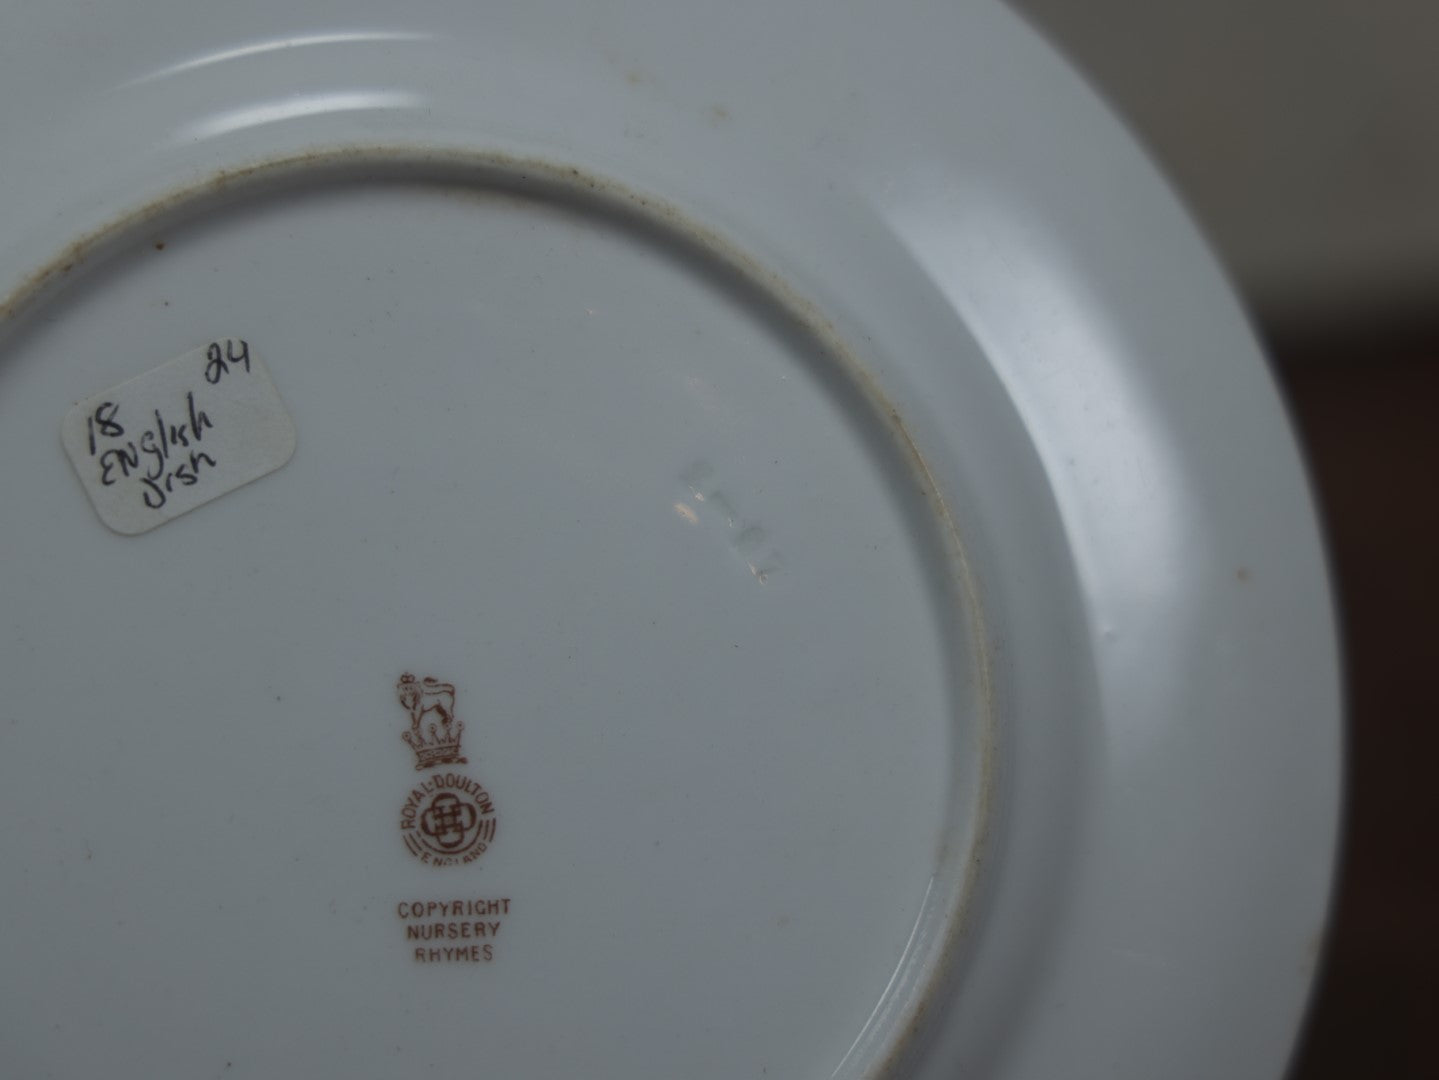 24
18
ENglish
Dish
ROYAL·DOULTON
ENGLAND
COPYRIGHT
NURSERY
RHYMES